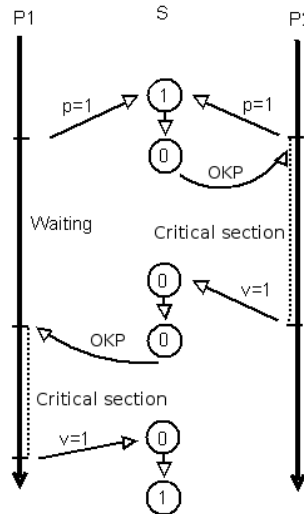 P1 S P2
p=1 1 p=1
0
OKP
Waiting
Critical section
0
v=1
OKP 0
Critical section
v=1 0
1